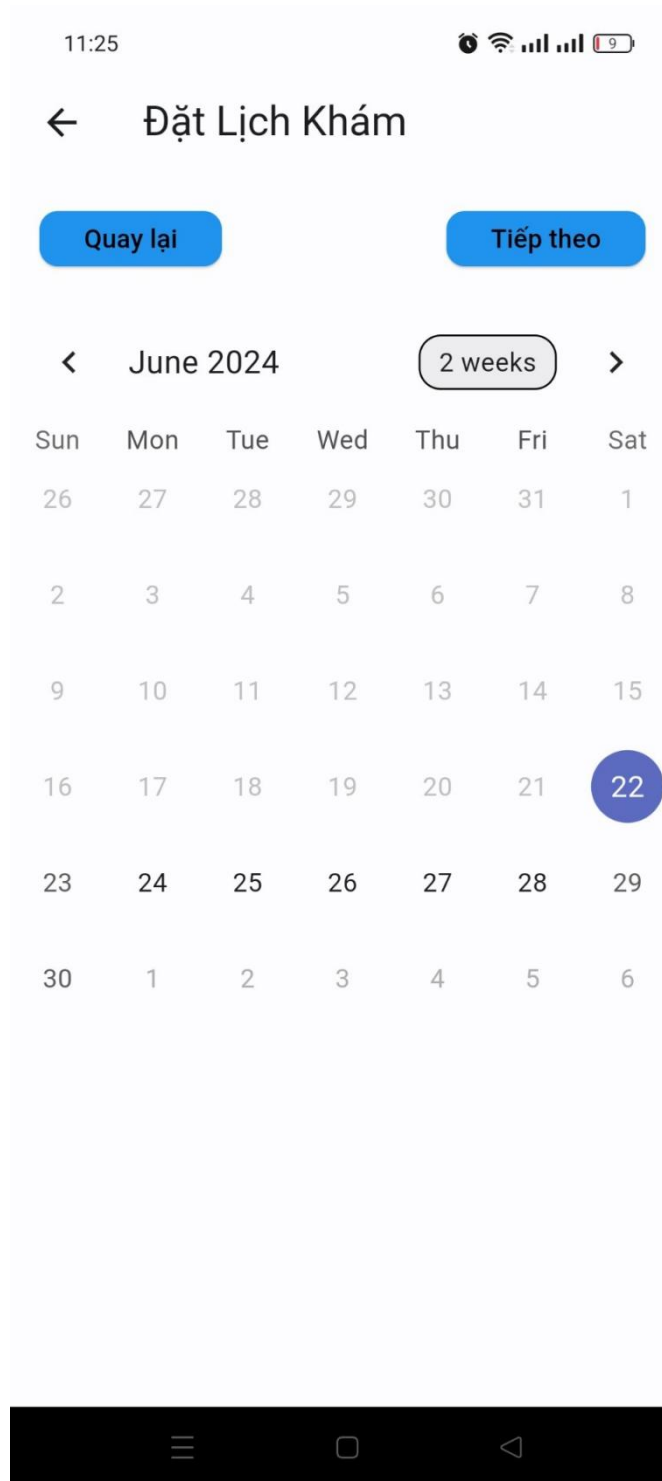 11:25 9
Đặt Lịch Khám
Quay lại Tiếp theo
June 2024 2 weeks
Sun Mon Tue Wed Thu Fri Sat
26 27 28 29 30 31 1
2 3 4 5 6 7 8
9 10 11 12 13 14 15
16 17 18 19 20 21 22
23 24 25 26 27 28 29
30 1 2 3 4 5 6